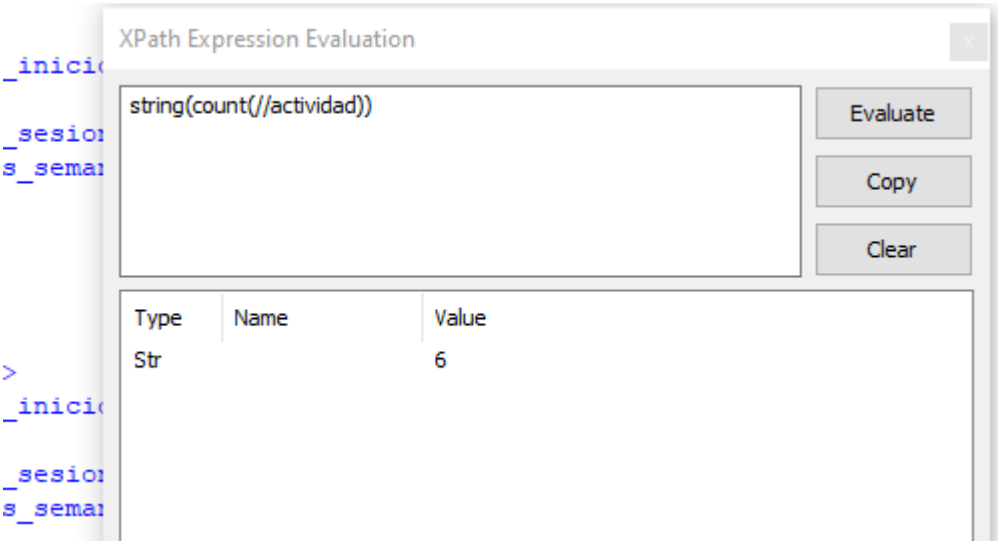 XPath Expression Evaluation
x
string(count(//actividad))
Evaluate
Copy
Clear
Type Name Value
Str 6
_inicio
_sesion
s_seman
>
_inicio
_sesion
s_seman